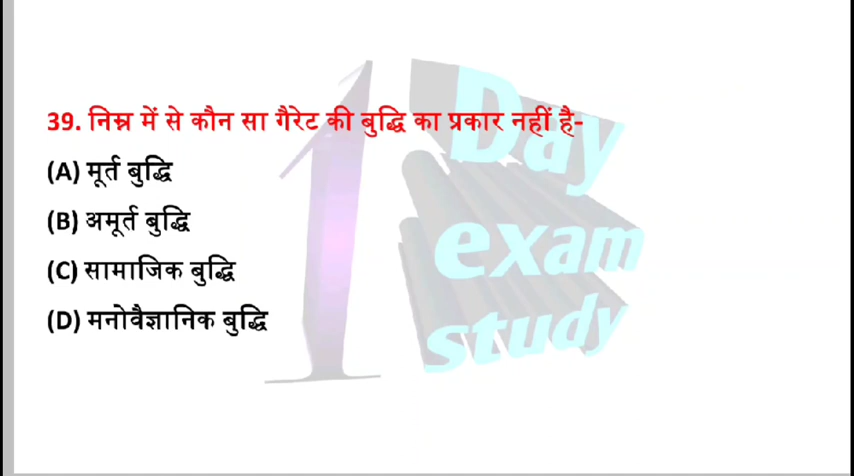 39. निम्न में से कौन सा गैरेट की बुद्धि का प्रकार नहीं है-
(A) मूर्त बुद्धि
(B) अमूर्त बुद्धि
(C) सामाजिक बुद्धि
(D) मनोवैज्ञानिक बुद्धि
1 Day
exam
study